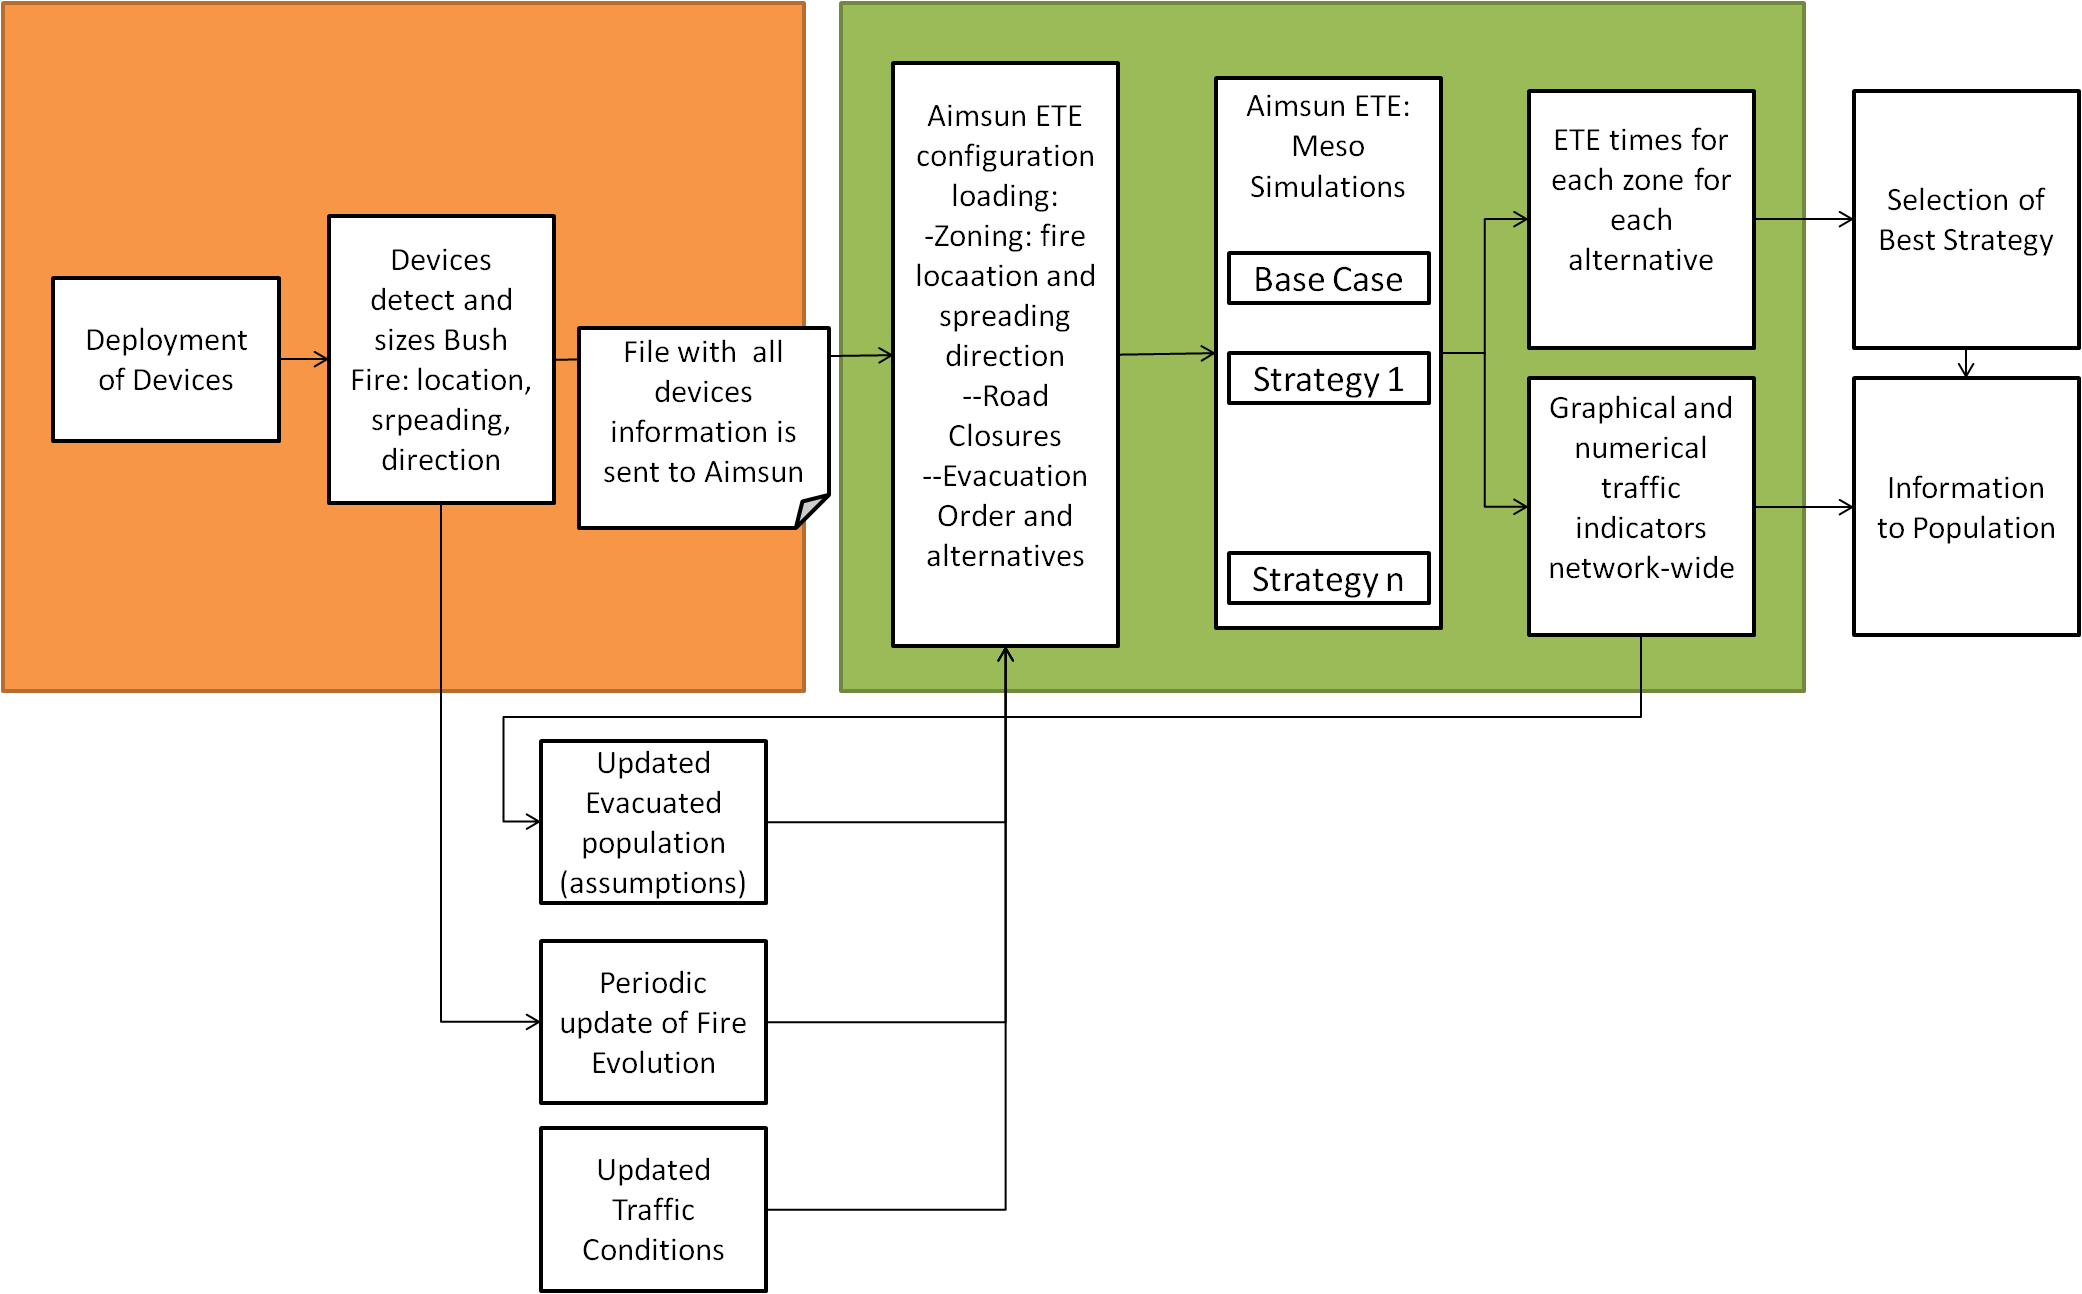 Deployment
of Devices
Devices
detect and
sizes Bush
Fire: location,
srpeading,
direction
File with  all
devices
information is
sent to Aimsun
Aimsun ETE
configuration
loading:
-Zoning: fire
locaation and
spreading
direction
--Road
Closures
--Evacuation
Order and
alternatives
Aimsun ETE:
Meso
Simulations
Base Case
Strategy 1
Strategy n
ETE times for
each zone for
each
alternative
Graphical and
numerical
traffic
indicators
network-wide
Selection of
Best Strategy
Information
to Population
Updated
Evacuated
population
(assumptions)
Periodic
update of Fire
Evolution
Updated
Traffic
Conditions